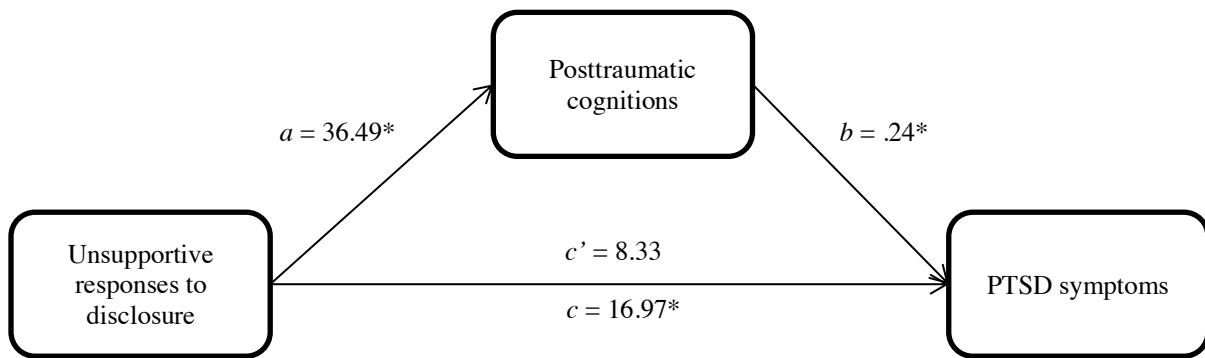 Posttraumatic
cognitions
a = 36.49*
b = .24*
Unsupportive
responses to
disclosure
c’ = 8.33
c = 16.97*
PTSD symptoms